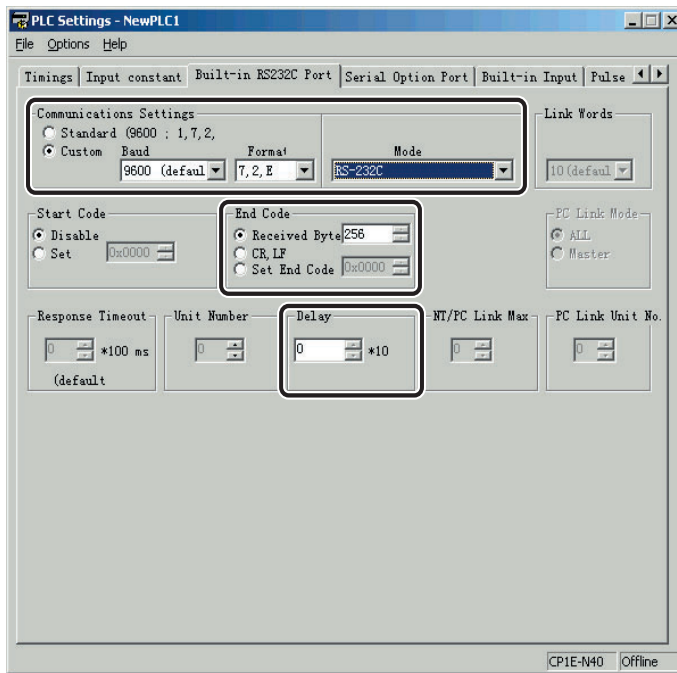 PLC Settings - NewPLC1
File Options Help
Timings Input constant Built-in RS232C Port Serial Option Port Built-in Input Pulse
Communications Settings
Standard (9600 ; 1,7,2,
Custom Baud Format Mode
9600 (defaul 7,2,E RS-232C
Link Words
10 (defaul
Start Code
Disable
Set 0x0000
End Code
Received Byte 256
CR, LF
Set End Code 0x0000
PC Link Mode
ALL
Master
Response Timeout
0 *100 ms
(default
Unit Number
0
Delay
0 *10
NT/PC Link Max
0
PC Link Unit No.
0
CP1E-N40 Offline